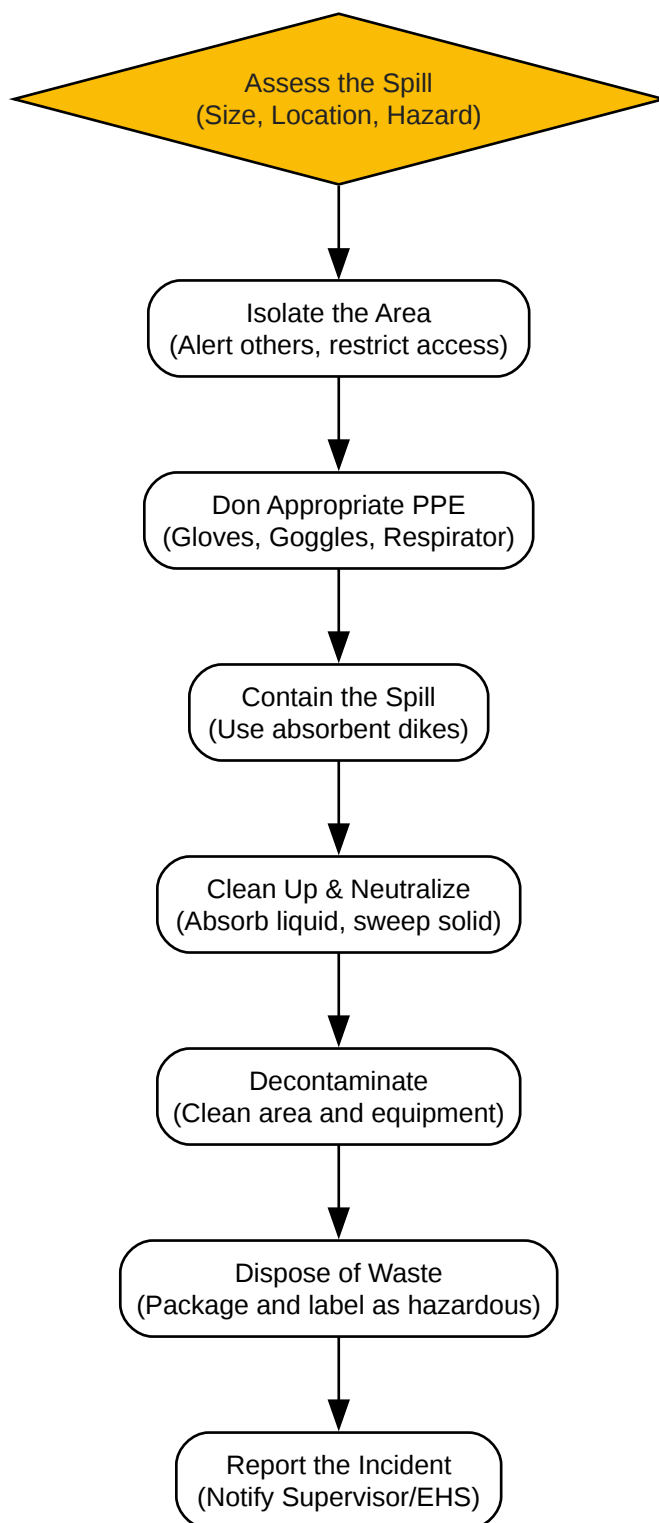 Assess the Spill
(Size, Location, Hazard)
Isolate the Area
(Alert others, restrict access)
Don Appropriate PPE
(Gloves, Goggles, Respirator)
Contain the Spill
(Use absorbent dikes)
Clean Up & Neutralize
(Absorb liquid, sweep solid)
Decontaminate
(Clean area and equipment)
Dispose of Waste
(Package and label as hazardous)
Report the Incident
(Notify Supervisor/EHS)